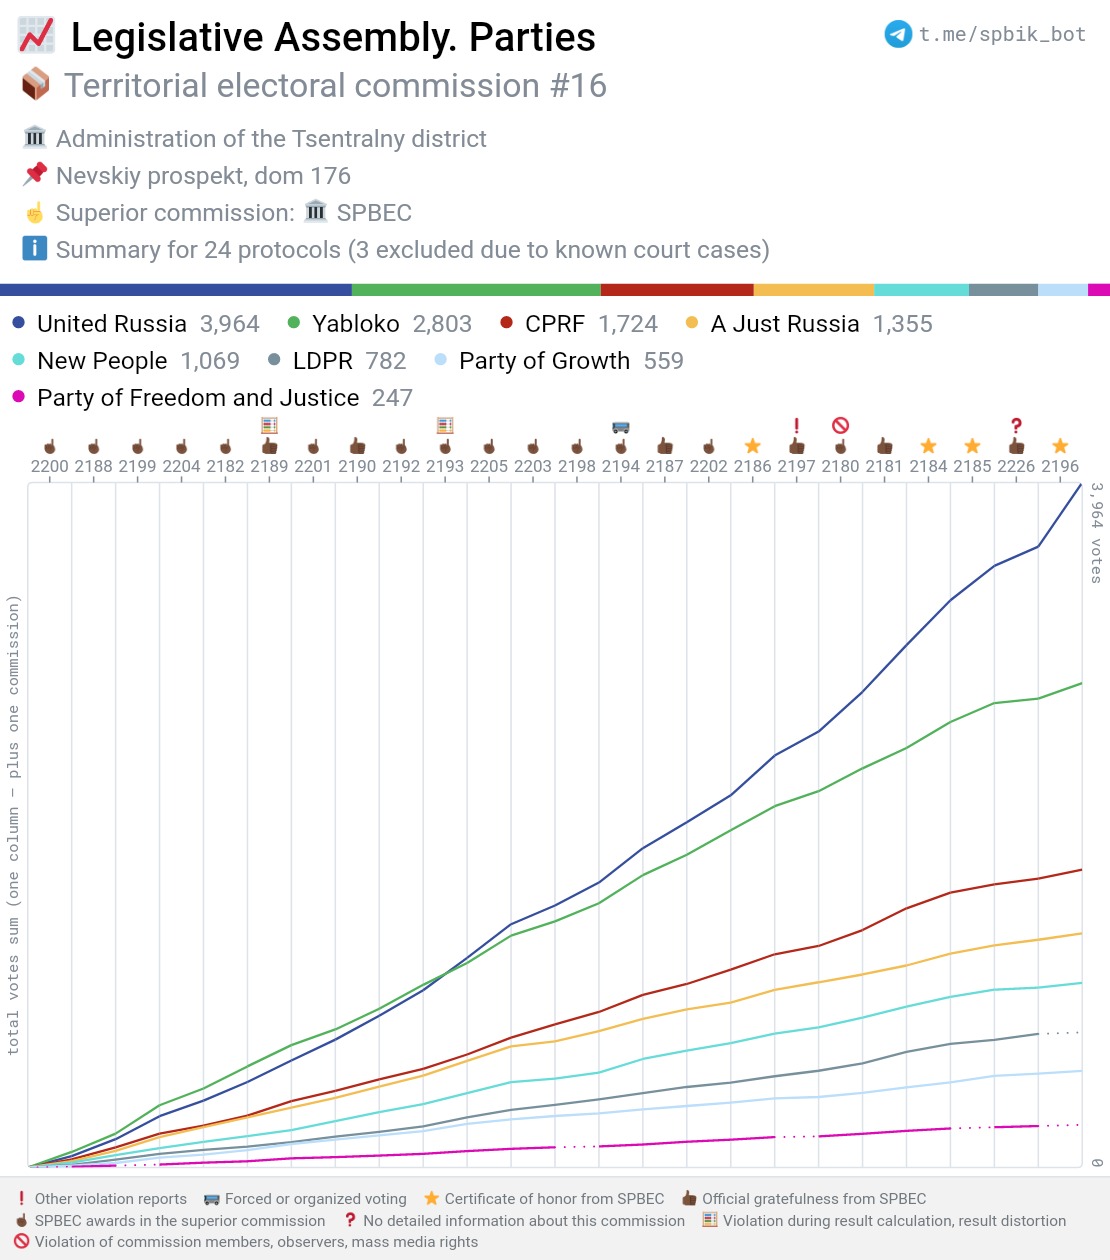 Legislative Assembly. Parties
t.me/spbik_bot
Territorial electoral commission #16
Administration of the Tsentralny district
Nevskiy prospekt, dom 176
Superior commission: SPBEC
Summary for 24 protocols (3 excluded due to known court cases)
United Russia 3,964 Yabloko 2,803 CPRF 1,724 A Just Russia 1,355
New People 1,069 LDPR 782 Party of Growth 559
Party of Freedom and Justice 247
2200 2188 2199 2204 2182 2189 2201 2190 2192 2193 2205 2203 2198 2194 2187 2202 2186 2197 2180 2181 2184 2185 2226 2196
3,964 votes
total votes sum (one column – plus one commission)
0
Other violation reports Forced or organized voting Certificate of honor from SPBEC Official gratefulness from SPBEC
SPBEC awards in the superior commission No detailed information about this commission Violation during result calculation, result distortion
Violation of commission members, observers, mass media rights